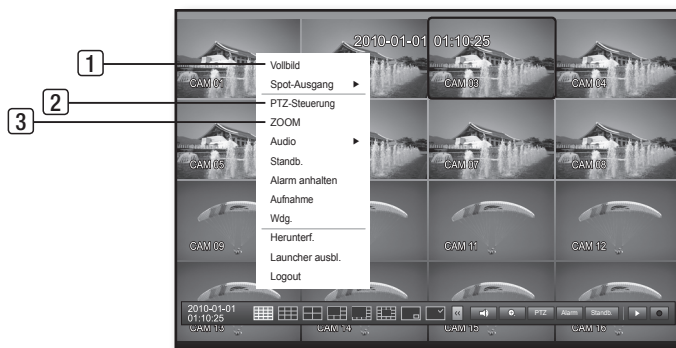 2010-01-01 01:10:25
1
Vollbild
CAM 01
Spot-Ausgang
CAM 03
CAM 04
2
PTZ-Steuerung
3
ZOOM
Audio
CAM 05
Standb.
CAM 07
CAM 08
Alarm anhalten
Aufnahme
Wdg.
Herunterf.
CAM 09
CAM 11
CAM 12
Launcher ausbl.
Logout
2010-01-01
01:10:25
PTZ
Alarm
Standb.
CAM 13
CAM 14
CAM 15
CAM 16